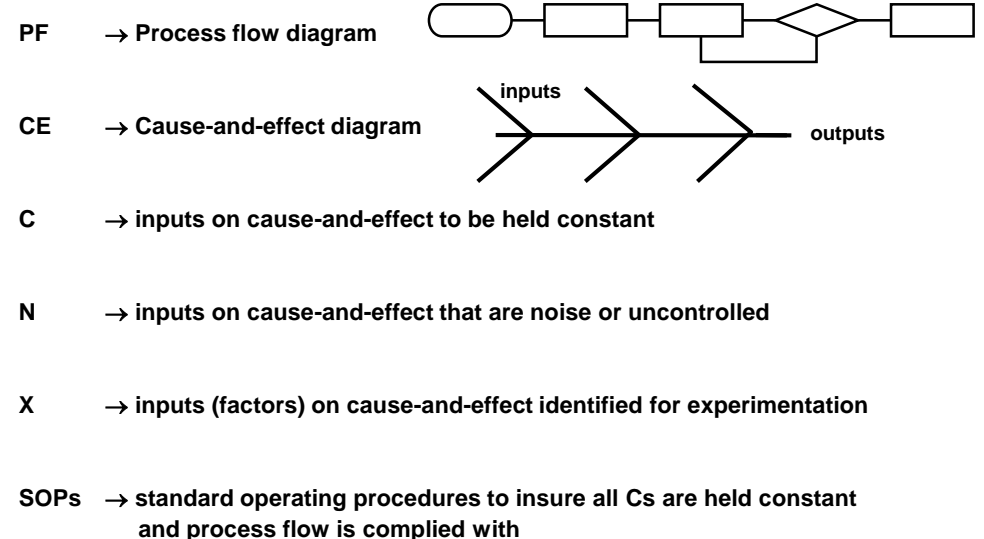 PF → Process flow diagram
inputs
CE → Cause-and-effect diagram
outputs
C → inputs on cause-and-effect to be held constant
N → inputs on cause-and-effect that are noise or uncontrolled
X → inputs (factors) on cause-and-effect identified for experimentation
SOPs → standard operating procedures to insure all Cs are held constant
and process flow is complied with